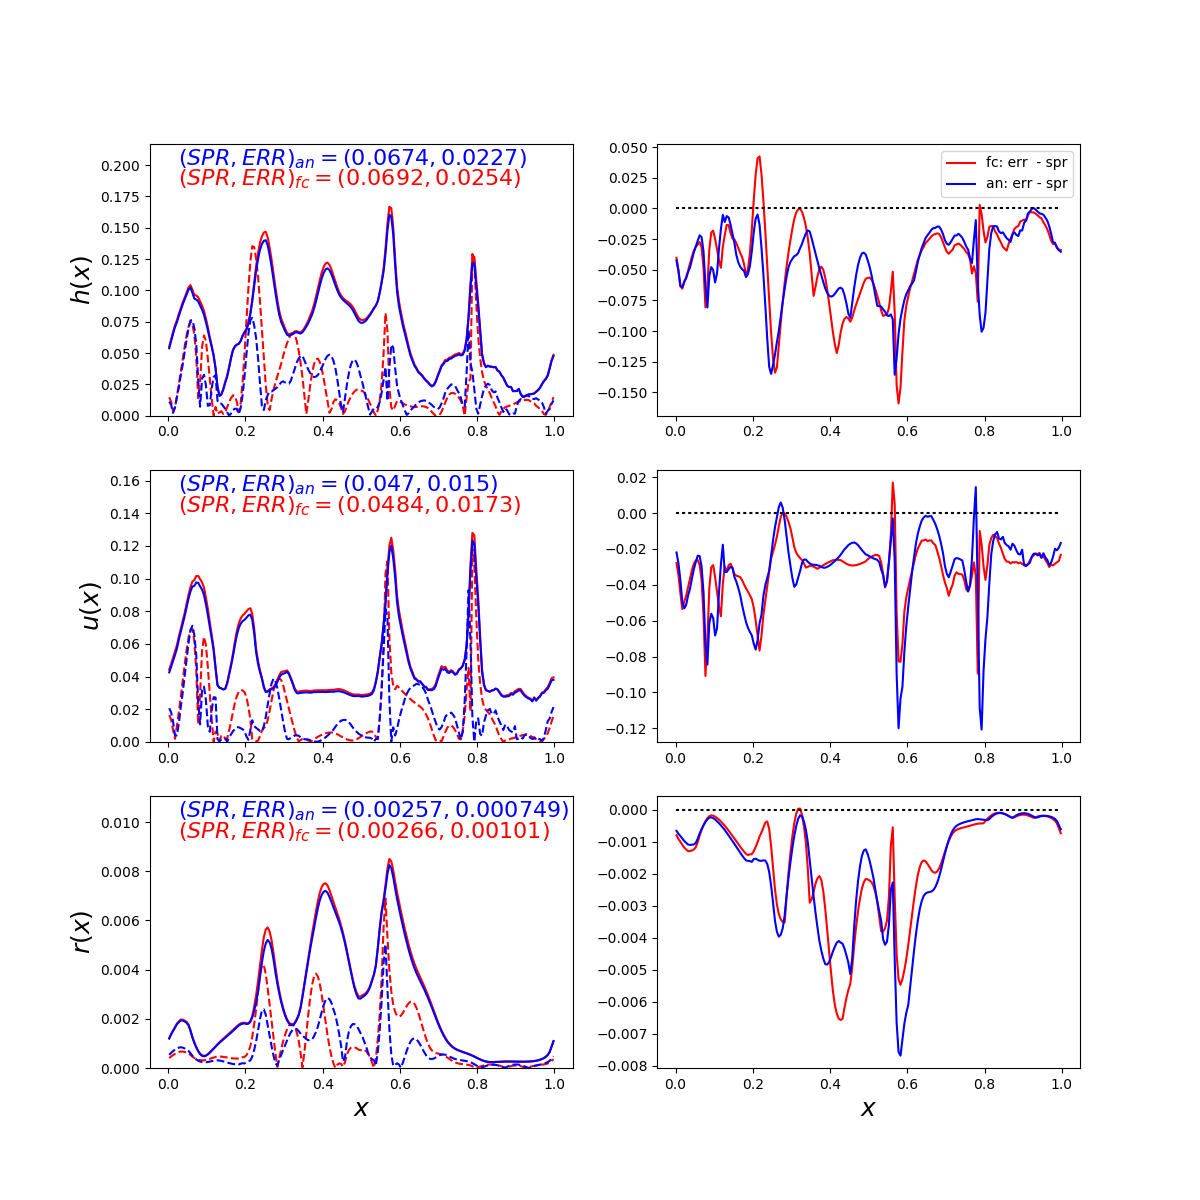 (SPR, ERR)an = (0.0674, 0.0227)
(SPR, ERR)fc = (0.0692, 0.0254)
h(x)
0.200
0.175
0.150
0.125
0.100
0.075
0.050
0.025
0.000
0.0 0.2 0.4 0.6 0.8 1.0
fc: err - spr
an: err - spr
0.050
0.025
0.000
−0.025
−0.050
−0.075
−0.100
−0.125
−0.150
0.0 0.2 0.4 0.6 0.8 1.0
(SPR, ERR)an = (0.047, 0.015)
(SPR, ERR)fc = (0.0484, 0.0173)
u(x)
0.16
0.14
0.12
0.10
0.08
0.06
0.04
0.02
0.00
0.0 0.2 0.4 0.6 0.8 1.0
0.02
0.00
−0.02
−0.04
−0.06
−0.08
−0.10
−0.12
0.0 0.2 0.4 0.6 0.8 1.0
(SPR, ERR)an = (0.00257, 0.000749)
(SPR, ERR)fc = (0.00266, 0.00101)
r(x)
0.010
0.008
0.006
0.004
0.002
0.000
0.0 0.2 0.4 0.6 0.8 1.0
x
0.000
−0.001
−0.002
−0.003
−0.004
−0.005
−0.006
−0.007
−0.008
0.0 0.2 0.4 0.6 0.8 1.0
x